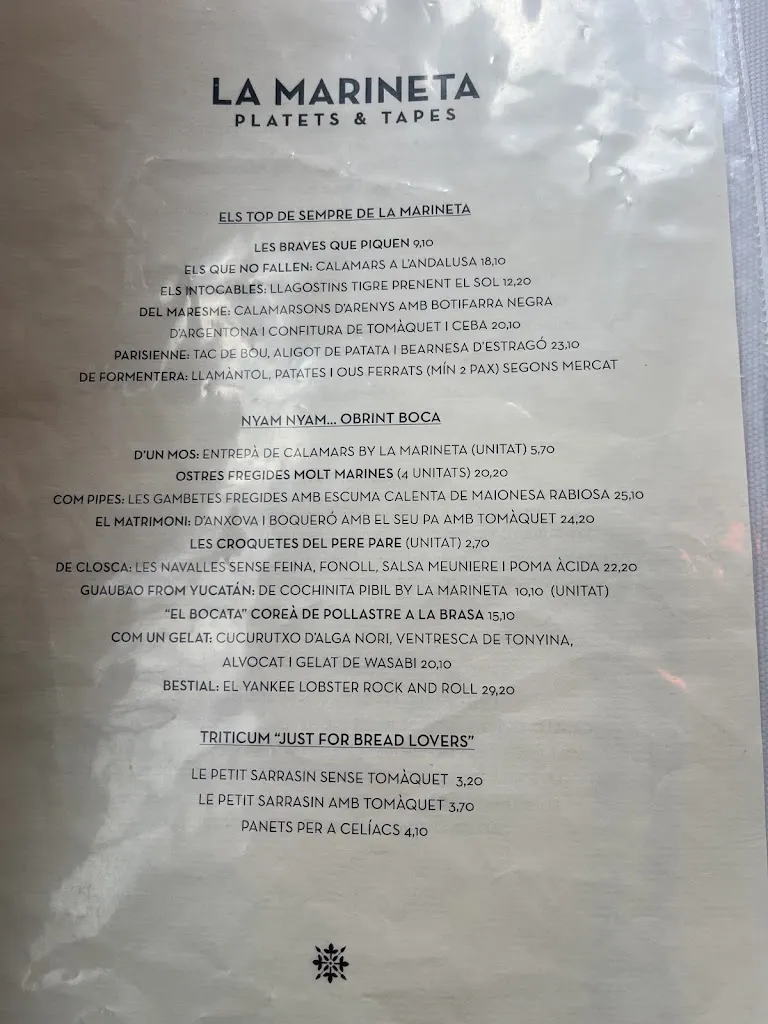 LA MARINETA
PLATETS & TAPES
ELS TOP DE SEMPRE DE LA MARINETA
LES BRAVES QUE PIQUEN 9,10
ELS QUE NO FALLEN: CALAMARS A L'ANDALUSA 18,10
ELS INTOCABLES: LLAGOSTINS TIGRE PRENENT EL SOL 12,20
DEL MARESME: CALAMARSONS D'ARENYS AMB BOTIFARRA NEGRA
D'ARGENTONA I CONFITURA DE TOMÀQUET I CEBA 20,10
PARISIENNE: TAC DE BOU, ALIGOT DE PATATA I BEARNESA D'ESTRAGÓ 23,10
DE FORMENTERA: LLAMÀNTOL, PATATES I OUS FERRATS (MÍN 2 PAX) SEGONS MERCAT
NYAM NYAM... OBRINT BOCA
D'UN MOS: ENTREPÀ DE CALAMARS BY LA MARINETA (UNITAT) 5,70
OSTRES FREGIDES MOLT MARINES (4 UNITATS) 20,20
COM PIPES: LES GAMBETES FREGIDES AMB ESCUMA CALENTA DE MAIONESA RABIOSA 25,10
EL MATRIMONI: D'ANXOVA I BOQUERÓ AMB EL SEU PA AMB TOMÀQUET 24,20
LES CROQUETES DEL PERE PARE (UNITAT) 2,70
DE CLOSCA: LES NAVALLES SENSE FEINA, FONOLL, SALSA MEUNIERE I POMA ÀCIDA 22,20
GUAUBAO FROM YUCATÁN: DE COCHINITA PIBIL BY LA MARINETA 10,10 (UNITAT)
"EL BOCATA" COREÀ DE POLLASTRE A LA BRASA 15,10
COM UN GELAT: CUCURUTXO D'ALGA NORI, VENTRESCA DE TONYINA,
ALVOCAT I GELAT DE WASABI 20,10
BESTIAL: EL YANKEE LOBSTER ROCK AND ROLL 29,20
TRITICUM "JUST FOR BREAD LOVERS"
LE PETIT SARRASIN SENSE TOMÀQUET 3,20
LE PETIT SARRASIN AMB TOMÀQUET 3,70
PANETS PER A CELÍACS 4,10